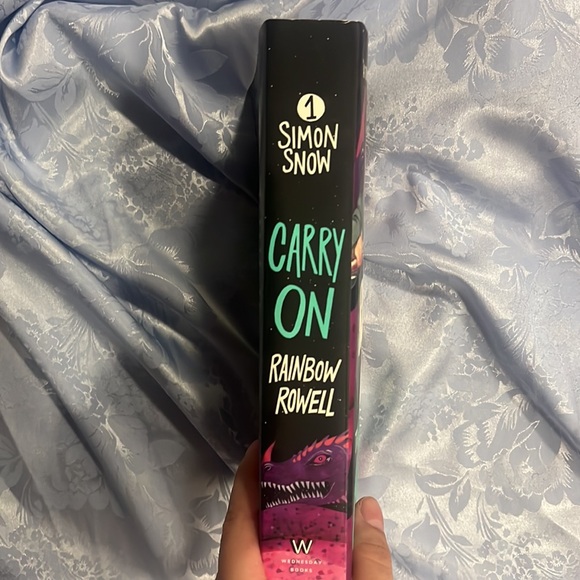 1
SIMON
SNOW
CARRY
ON
RAINBOW
ROWELL
W
WEDNESDAY
BOOKS